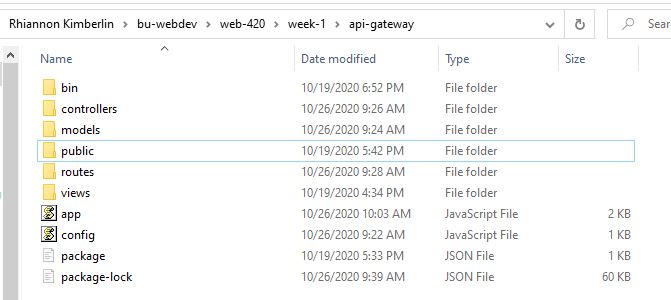 Rhiannon Kimberlin > bu-webdev > web-420 > week-1 > api-gateway Sear
Name Date modified Type Size
bin 10/19/2020 6:52 PM File folder
controllers 10/26/2020 9:26 AM File folder
models 10/26/2020 9:24 AM File folder
public 10/19/2020 5:42 PM File folder
routes 10/26/2020 9:28 AM File folder
views 10/19/2020 4:34 PM File folder
app 10/26/2020 10:03 AM JavaScript File 2 KB
config 10/26/2020 9:22 AM JavaScript File 1 KB
package 10/19/2020 5:33 PM JSON File 1 KB
package-lock 10/26/2020 9:39 AM JSON File 60 KB